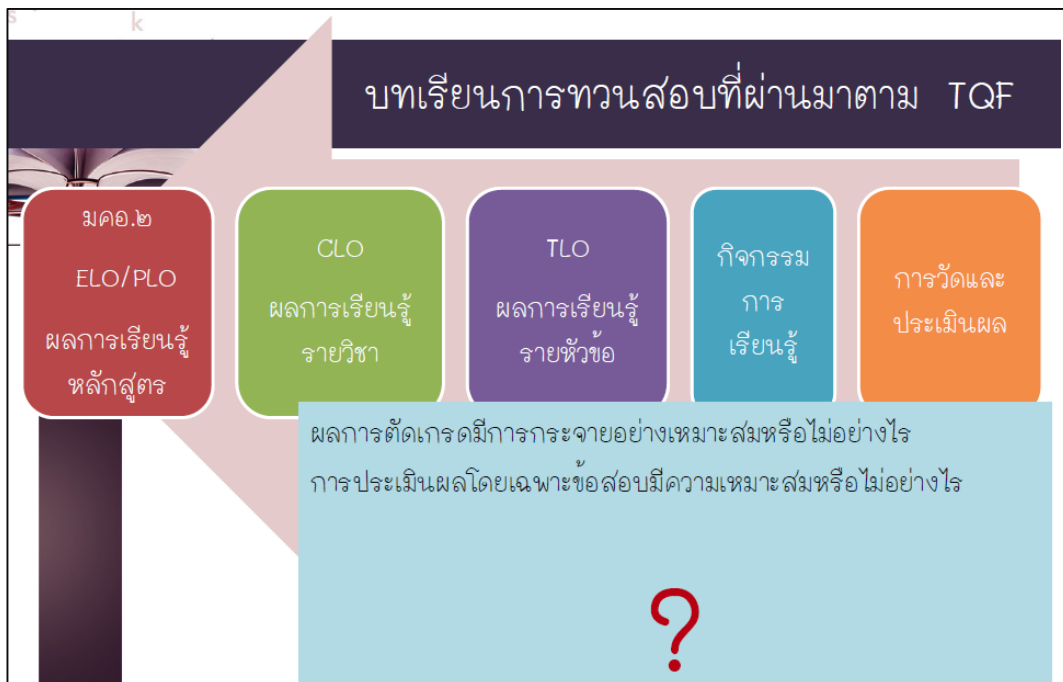 s k
บทเรียนการทวนสอบที่ผ่านมาตาม TQF
มคอ.๒
ELO/PLO
ผลการเรียนรู้
หลักสูตร
CLO
ผลการเรียนรู้
รายวิชา
TLO
ผลการเรียนรู้
รายหัวข้อ
กิจกรรม
การ
เรียนรู้
การวัดและ
ประเมินผล
ผลการตัดเกรดมีการกระจายอย่างเหมาะสมหรือไม่อย่างไร
การประเมินผลโดยเฉพาะข้อสอบมีความเหมาะสมหรือไม่อย่างไร
?